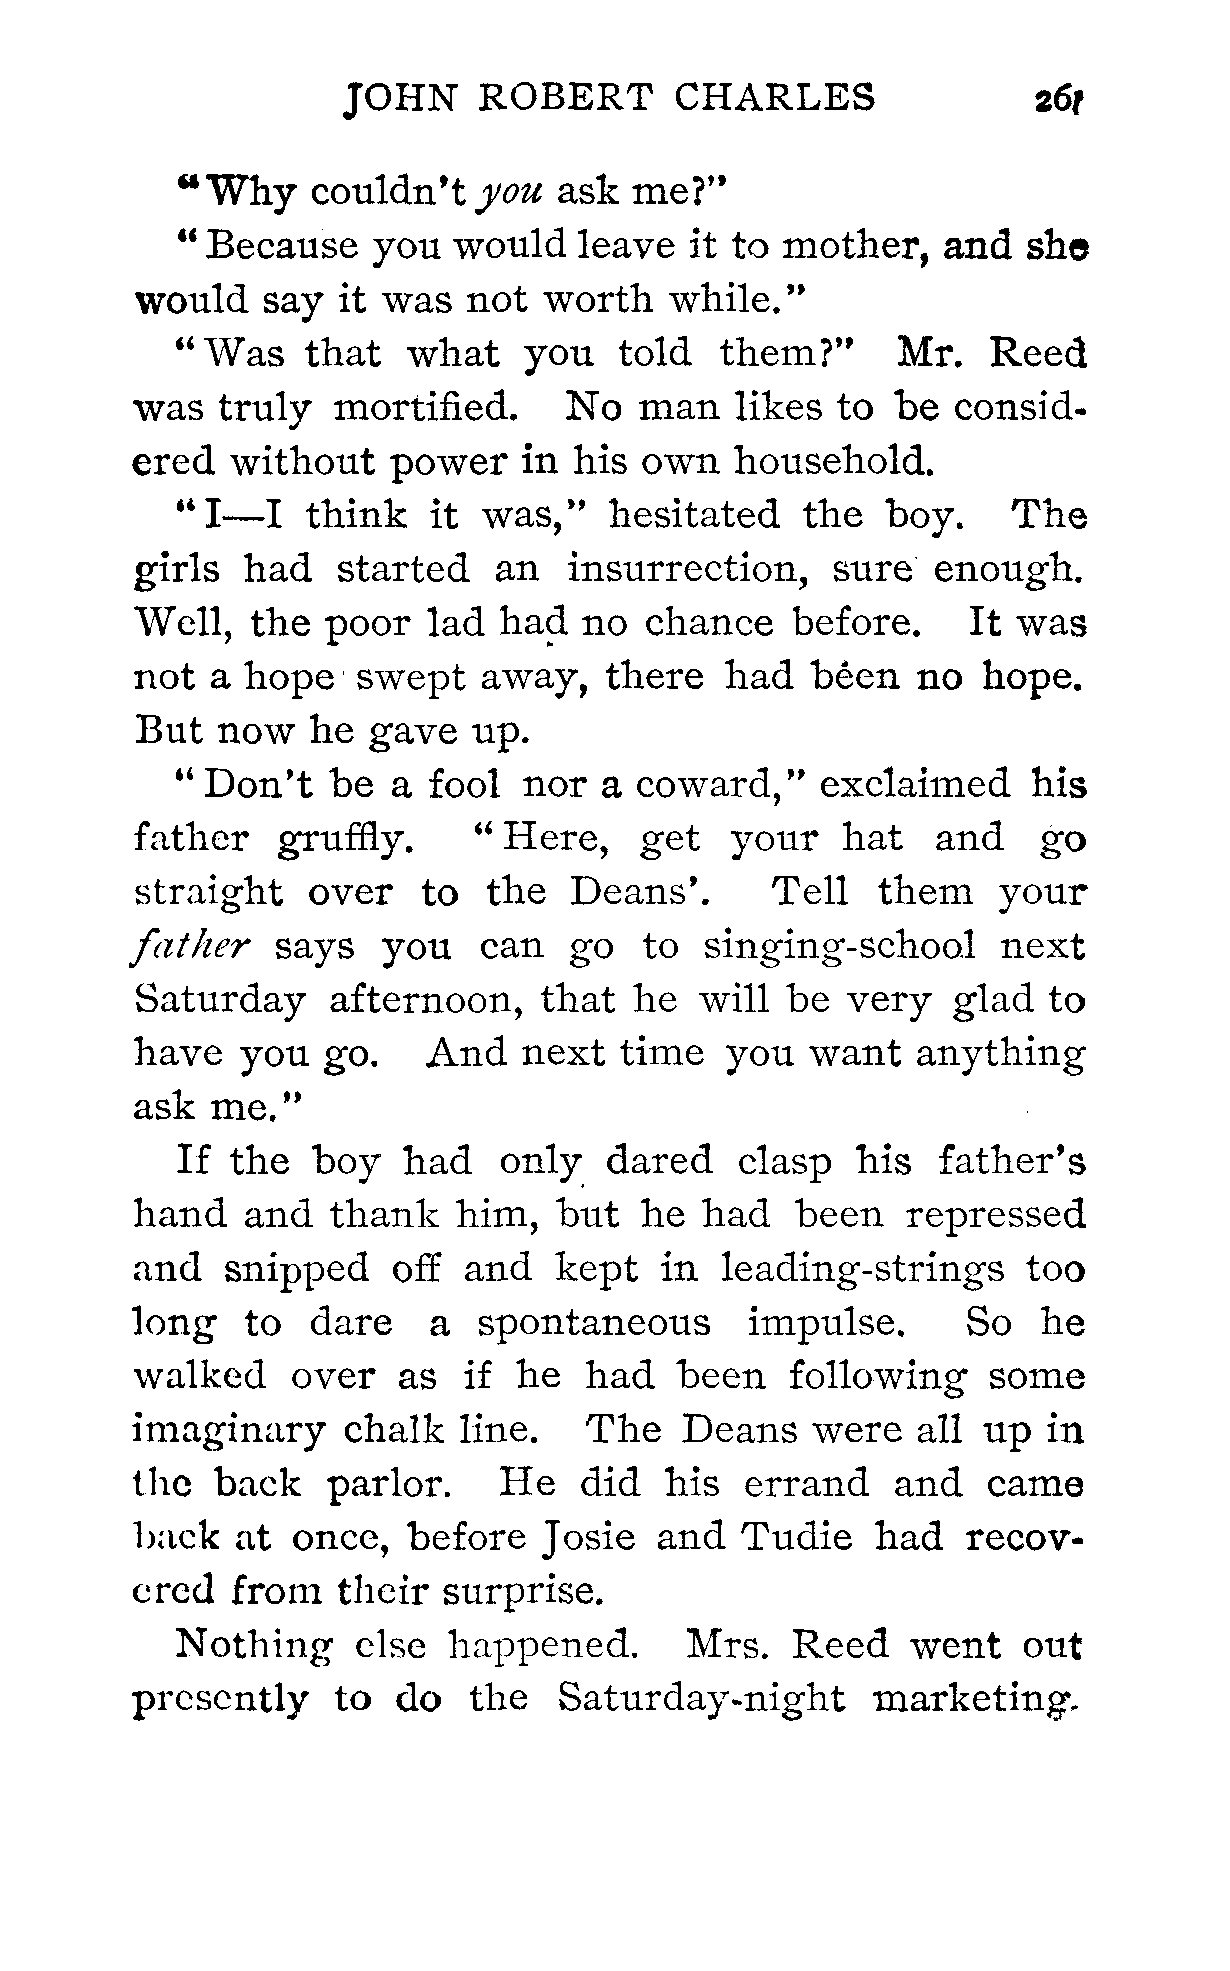 JOHN ROBERT CHARLES 261
“Why couldn't you ask me?”
“Because you would leave it to mother, and she
would say it was not worth while.”
“Was that what you told them?” Mr. Reed
was truly mortified. No man likes to be consid-
ered without power in his own household.
“I—I think it was,” hesitated the boy. The
girls had started an insurrection, sure enough.
Well, the poor lad had no chance before. It was
not a hope swept away, there had been no hope.
But now he gave up.
“Don't be a fool nor a coward,” exclaimed his
father gruffly. “Here, get your hat and go
straight over to the Deans'. Tell them your
father says you can go to singing-school next
Saturday afternoon, that he will be very glad to
have you go. And next time you want anything
ask me.”
If the boy had only dared clasp his father's
hand and thank him, but he had been repressed
and snipped off and kept in leading-strings too
long to dare a spontaneous impulse. So he
walked over as if he had been following some
imaginary chalk line. The Deans were all up in
the back parlor. He did his errand and came
back at once, before Josie and Tudie had recov-
ered from their surprise.
Nothing else happened. Mrs. Reed went out
presently to do the Saturday-night marketing.